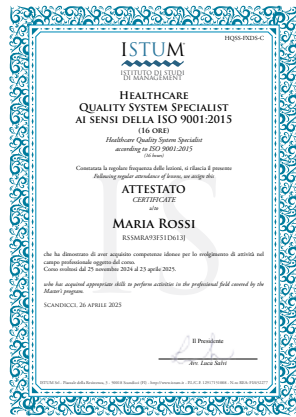 HQSS-FXDS-C
ISTUM®
ISTITUTO DI STUDI
DI MANAGEMENT
Healthcare
Quality System Specialist
ai sensi della ISO 9001:2015
(16 ore)
Healthcare Quality System Specialist
according to ISO 9001:2015
(16 hours)
Constatata la regolare frequenza delle lezioni, si rilascia il presente
Following regular attendance of lessons, we assign this
ATTESTATO
CERTIFICATE
a/to
Maria Rossi
RSSMRA93F51D613J
che ha dimostrato di aver acquisito competenze idonee per lo svolgimento di attività nel
campo professionale oggetto del corso.
Corso svoltosi dal 25 novembre 2024 al 23 aprile 2025.
who has acquired appropriate skills to perform activities in the professional field covered by the
Master's program.
Scandicci, 26 aprile 2025
Il Presidente
Avv. Luca Salvi